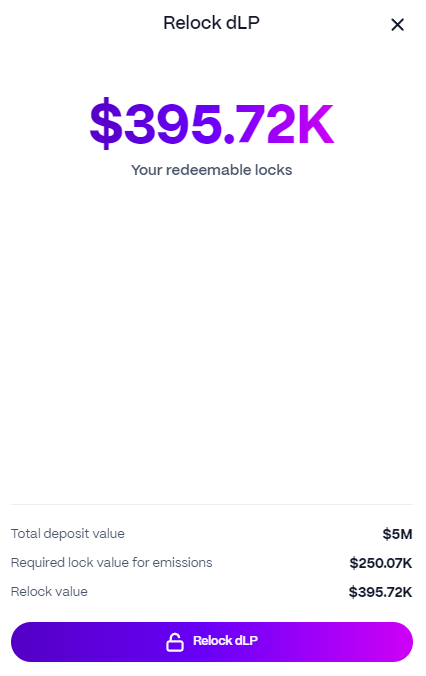 Relock dLP
$395.72K
Your redeemable locks
Total deposit value $5M
Required lock value for emissions $250.07K
Relock value $395.72K
Relock dLP